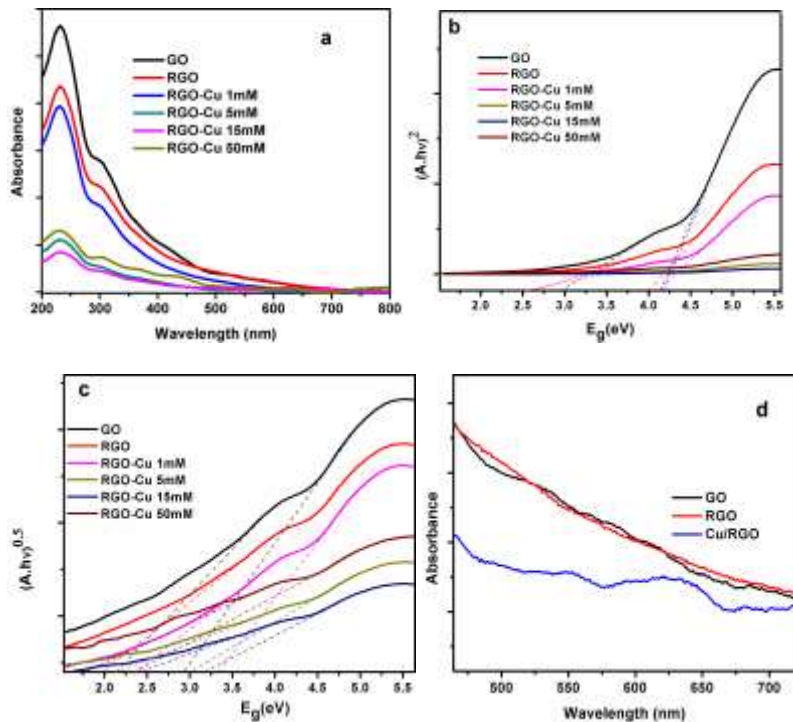 a
GO
RGO
RGO-Cu 1mM
RGO-Cu 5mM
RGO-Cu 15mM
RGO-Cu 50mM
Absorbance
200 300 400 500 600 700 800
Wavelength (nm)
b
GO
RGO
RGO-Cu 1mM
RGO-Cu 5mM
RGO-Cu 15mM
RGO-Cu 50mM
(A.hν)2
2.0 2.5 3.0 3.5 4.0 4.5 5.0 5.5
Eg(eV)
c
GO
RGO
RGO-Cu 1mM
RGO-Cu 5mM
RGO-Cu 15mM
RGO-Cu 50mM
(A.hν)0.5
2.0 2.5 3.0 3.5 4.0 4.5 5.0 5.5
Eg(eV)
d
GO
RGO
Cu/RGO
Absorbance
500 550 600 650 700
Wavelength (nm)